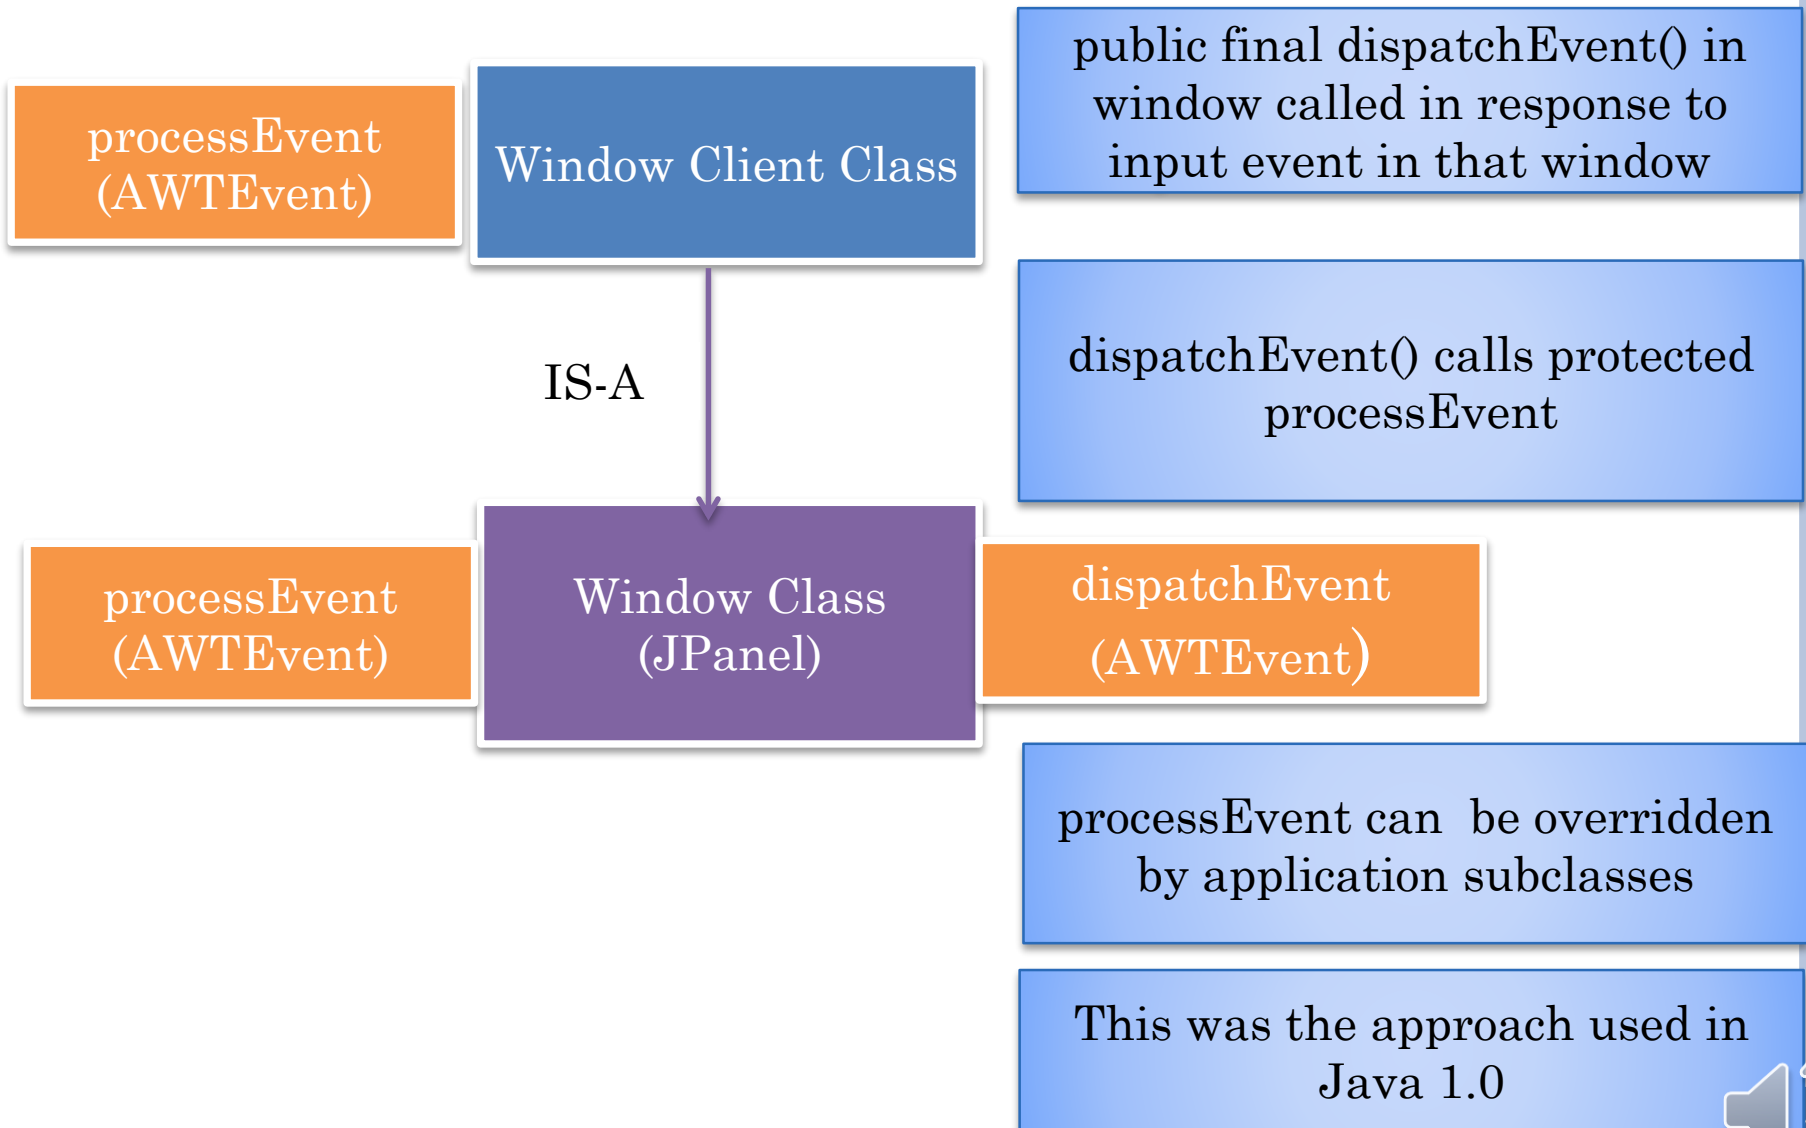 processEvent
(AWTEvent)
Window Client Class
public final dispatchEvent() in
window called in response to
input event in that window
IS-A
dispatchEvent() calls protected
processEvent
processEvent
(AWTEvent)
Window Class
(JPanel)
dispatchEvent
(AWTEvent)
processEvent can  be overridden
by application subclasses
This was the approach used in
Java 1.0